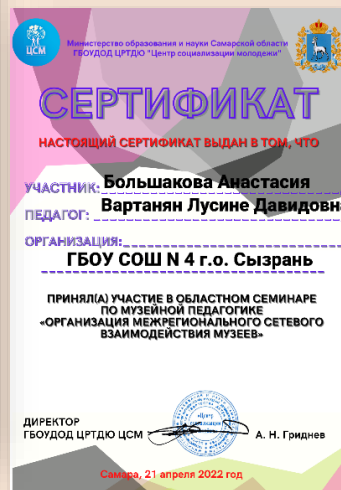 ЦСМ
Министерство образования и науки Самарской области
ГБОУДОД ЦРТДЮ "Центр социализации молодежи"
СЕРТИФИКАТ
НАСТОЯЩИЙ СЕРТИФИКАТ ВЫДАН В ТОМ, ЧТО
УЧАСТНИК: Большакова Анастасия
ПЕДАГОГ: Вартанян Лусине Давидовна
ОРГАНИЗАЦИЯ:
ГБОУ СОШ N 4 г.о. Сызрань
ПРИНЯЛ(А) УЧАСТИЕ В ОБЛАСТНОМ СЕМИНАРЕ
ПО МУЗЕЙНОЙ ПЕДАГОГИКЕ
«ОРГАНИЗАЦИЯ МЕЖРЕГИОНАЛЬНОГО СЕТЕВОГО
ВЗАИМОДЕЙСТВИЯ МУЗЕЕВ»
ДИРЕКТОР
ГБОУДОД ЦРТДЮ ЦСМ А. Н. Гриднев
Самара, 21 апреля 2022 год